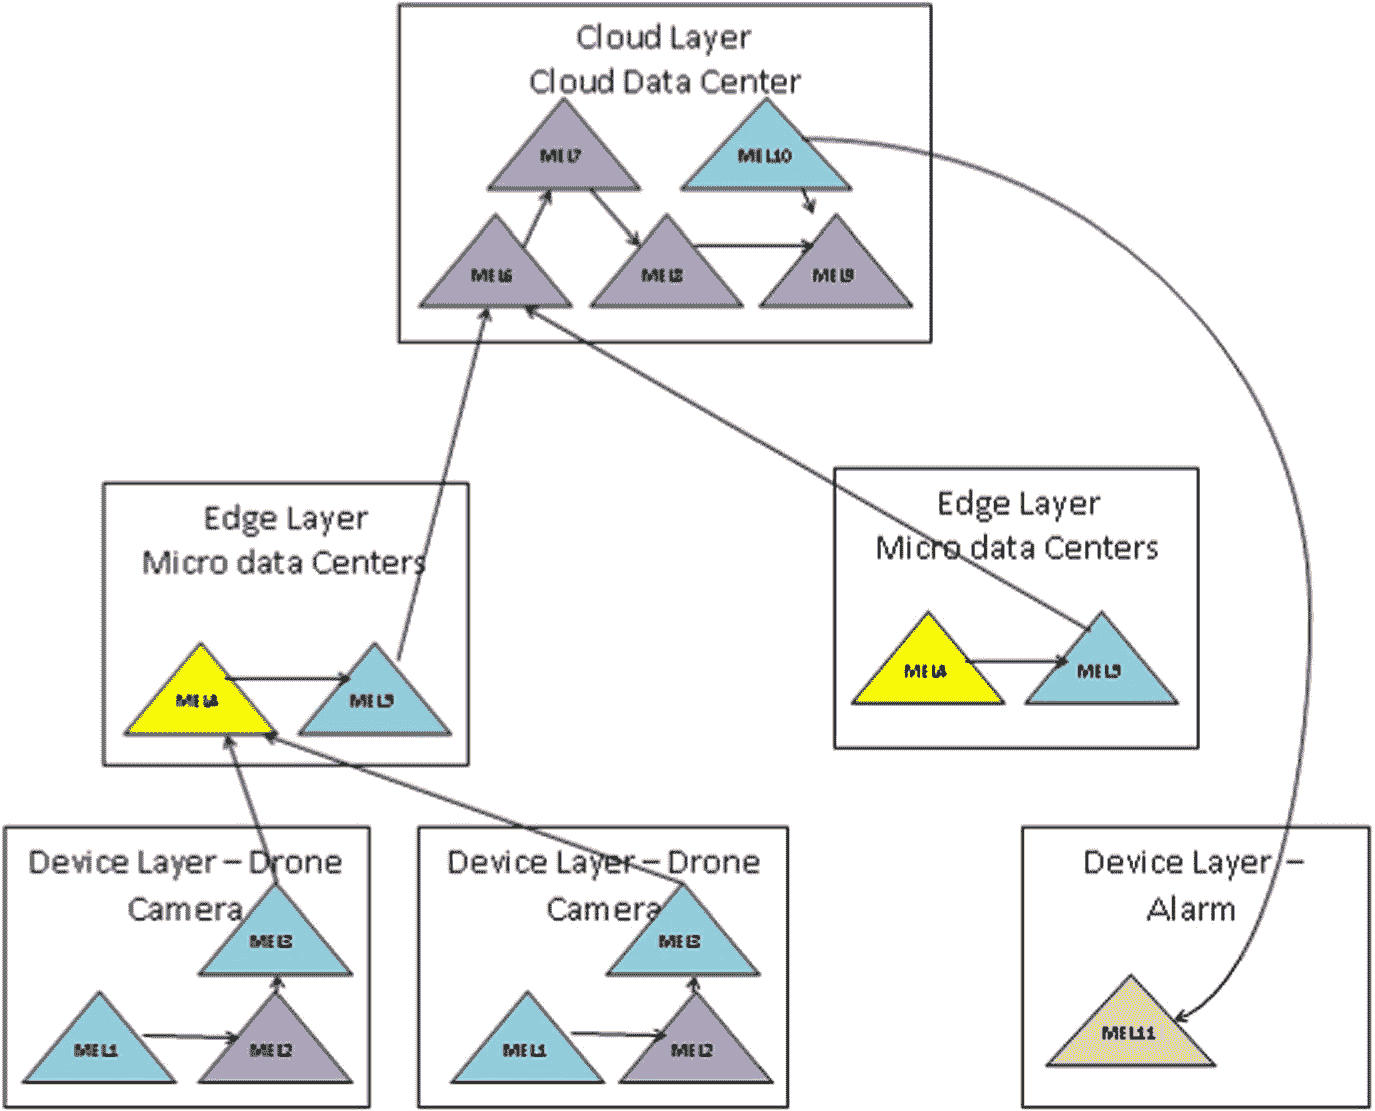 Cloud Layer
Cloud Data Center
MEL7
MEL10
MEL6
MEL8
MEL9
Edge Layer
Micro data Centers
MEL4
MEL5
Edge Layer
Micro data Centers
MEL4
MEL5
Device Layer – Drone
Camera
MEL3
MEL1
MEL2
Device Layer – Drone
Camera
MEL3
MEL1
MEL2
Device Layer –
Alarm
MEL11